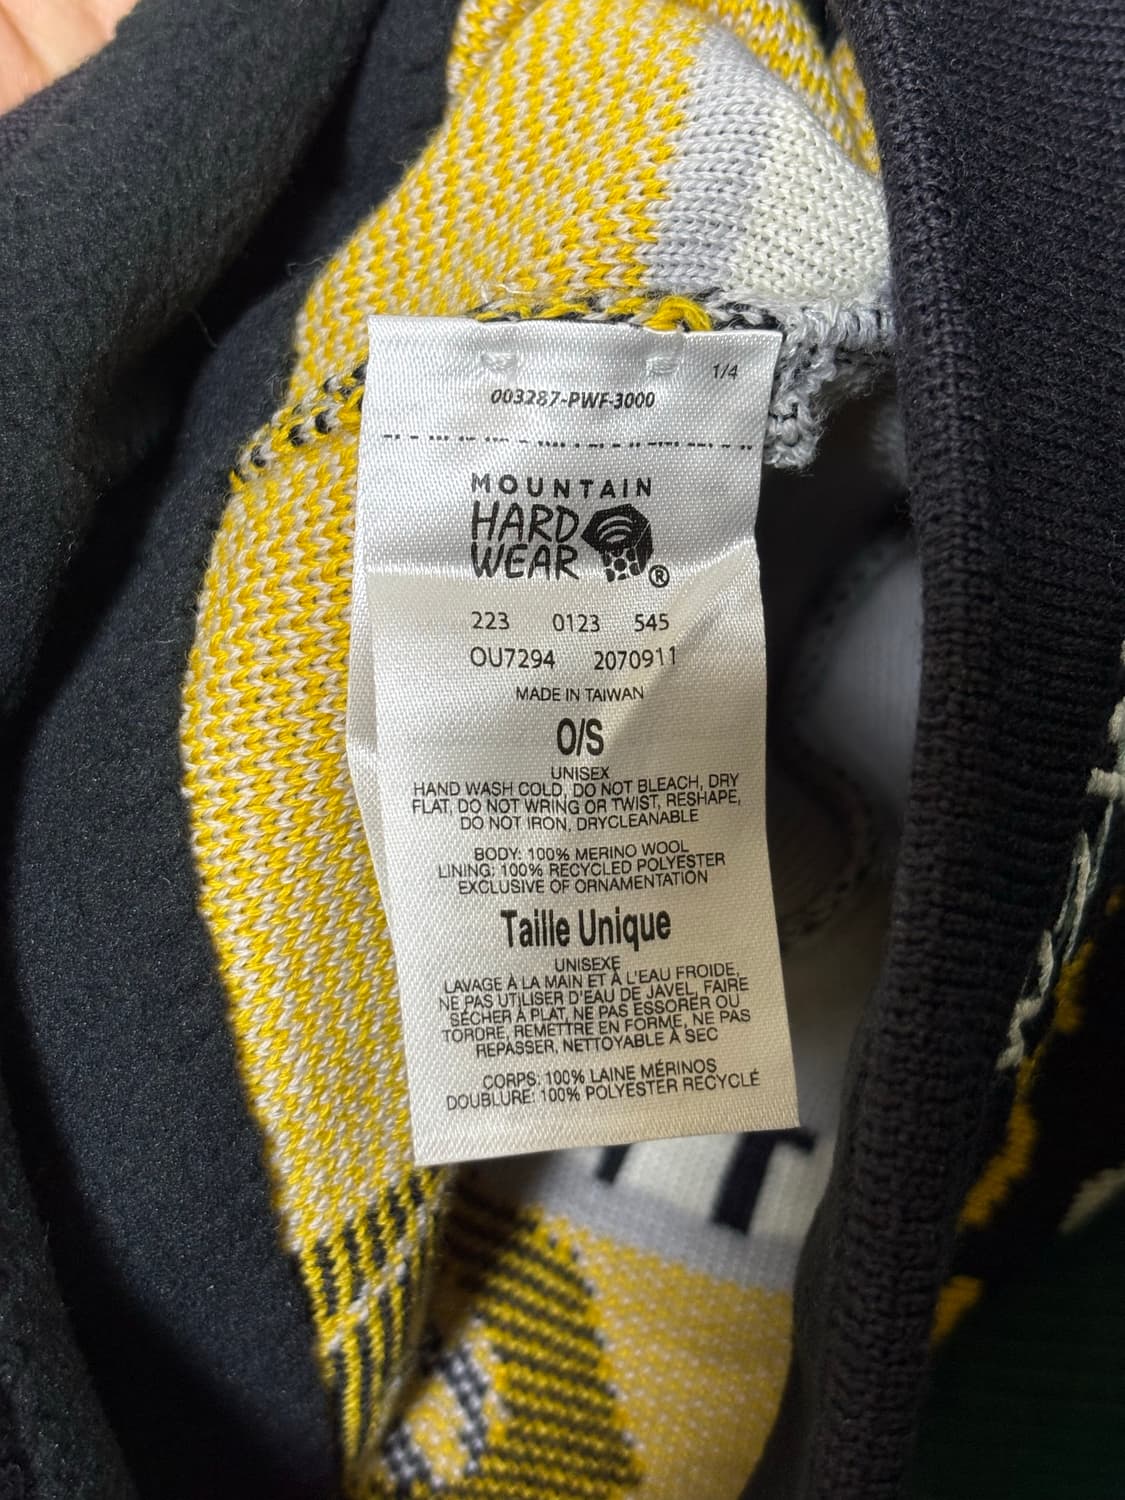 1/4
003287-PWF-3000
MOUNTAIN
HARD
WEAR®
223 0123 545
OU7294 2070911
MADE IN TAIWAN
O/S
UNISEX
HAND WASH COLD, DO NOT BLEACH, DRY
FLAT, DO NOT WRING OR TWIST, RESHAPE,
DO NOT IRON, DRYCLEANABLE
BODY: 100% MERINO WOOL
LINING: 100% RECYCLED POLYESTER
EXCLUSIVE OF ORNAMENTATION
Taille Unique
UNISEXE
LAVAGE À LA MAIN ET À L'EAU FROIDE,
NE PAS UTILISER D'EAU DE JAVEL, FAIRE
SÉCHER À PLAT, NE PAS ESSORER OU
TORDRE, REMETTRE EN FORME, NE PAS
REPASSER, NETTOYABLE À SEC
CORPS: 100% LAINE MÉRINOS
DOUBLURE: 100% POLYESTER RECYCLÉ